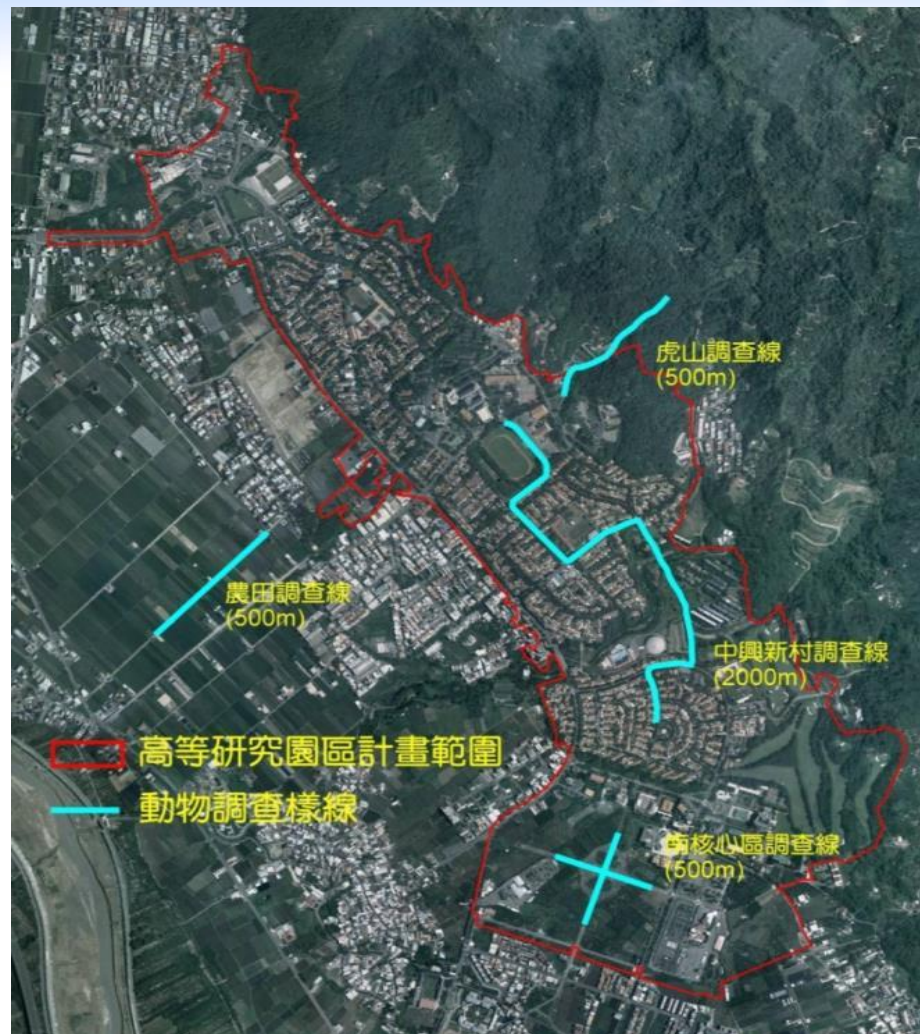 虎山調查線
(500m)
農田調查線
(500m)
中興新村調查線
(2000m)
高等研究園區計畫範圍
動物調查樣線
南核心區調查線
(500m)